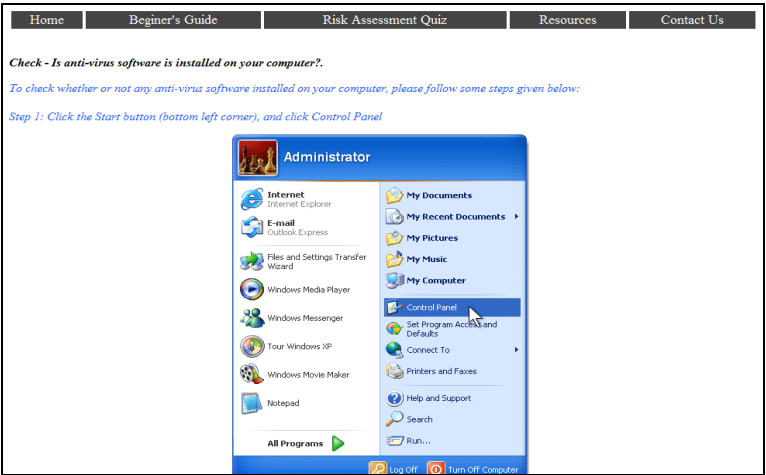 Home Beginer's Guide Risk Assessment Quiz Resources Contact Us
Check - Is anti-virus software is installed on your computer?.
To check whether or not any anti-virus software installed on your computer, please follow some steps given below:
Step 1: Click the Start button (bottom left corner), and click Control Panel
Administrator
Internet
Internet Explorer
E-mail
Outlook Express
Files and Settings Transfer
Wizard
Windows Media Player
Windows Messenger
Tour Windows XP
Windows Movie Maker
Notepad
All Programs
My Documents
My Recent Documents
My Pictures
My Music
My Computer
Control Panel
Set Program Access and
Defaults
Connect To
Printers and Faxes
Help and Support
Search
Run...
Log Off Turn Off Computer